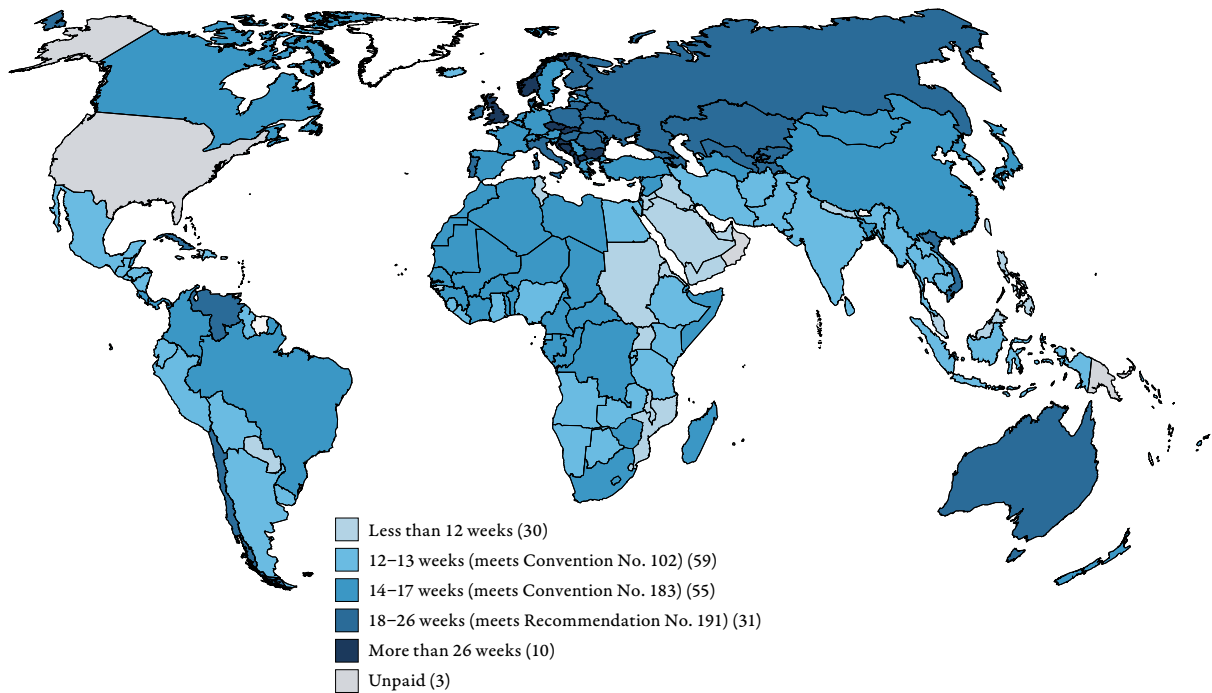 Less than 12 weeks (30)
12–13 weeks (meets Convention No. 102) (59)
14–17 weeks (meets Convention No. 183) (55)
18–26 weeks (meets Recommendation No. 191) (31)
More than 26 weeks (10)
Unpaid (3)